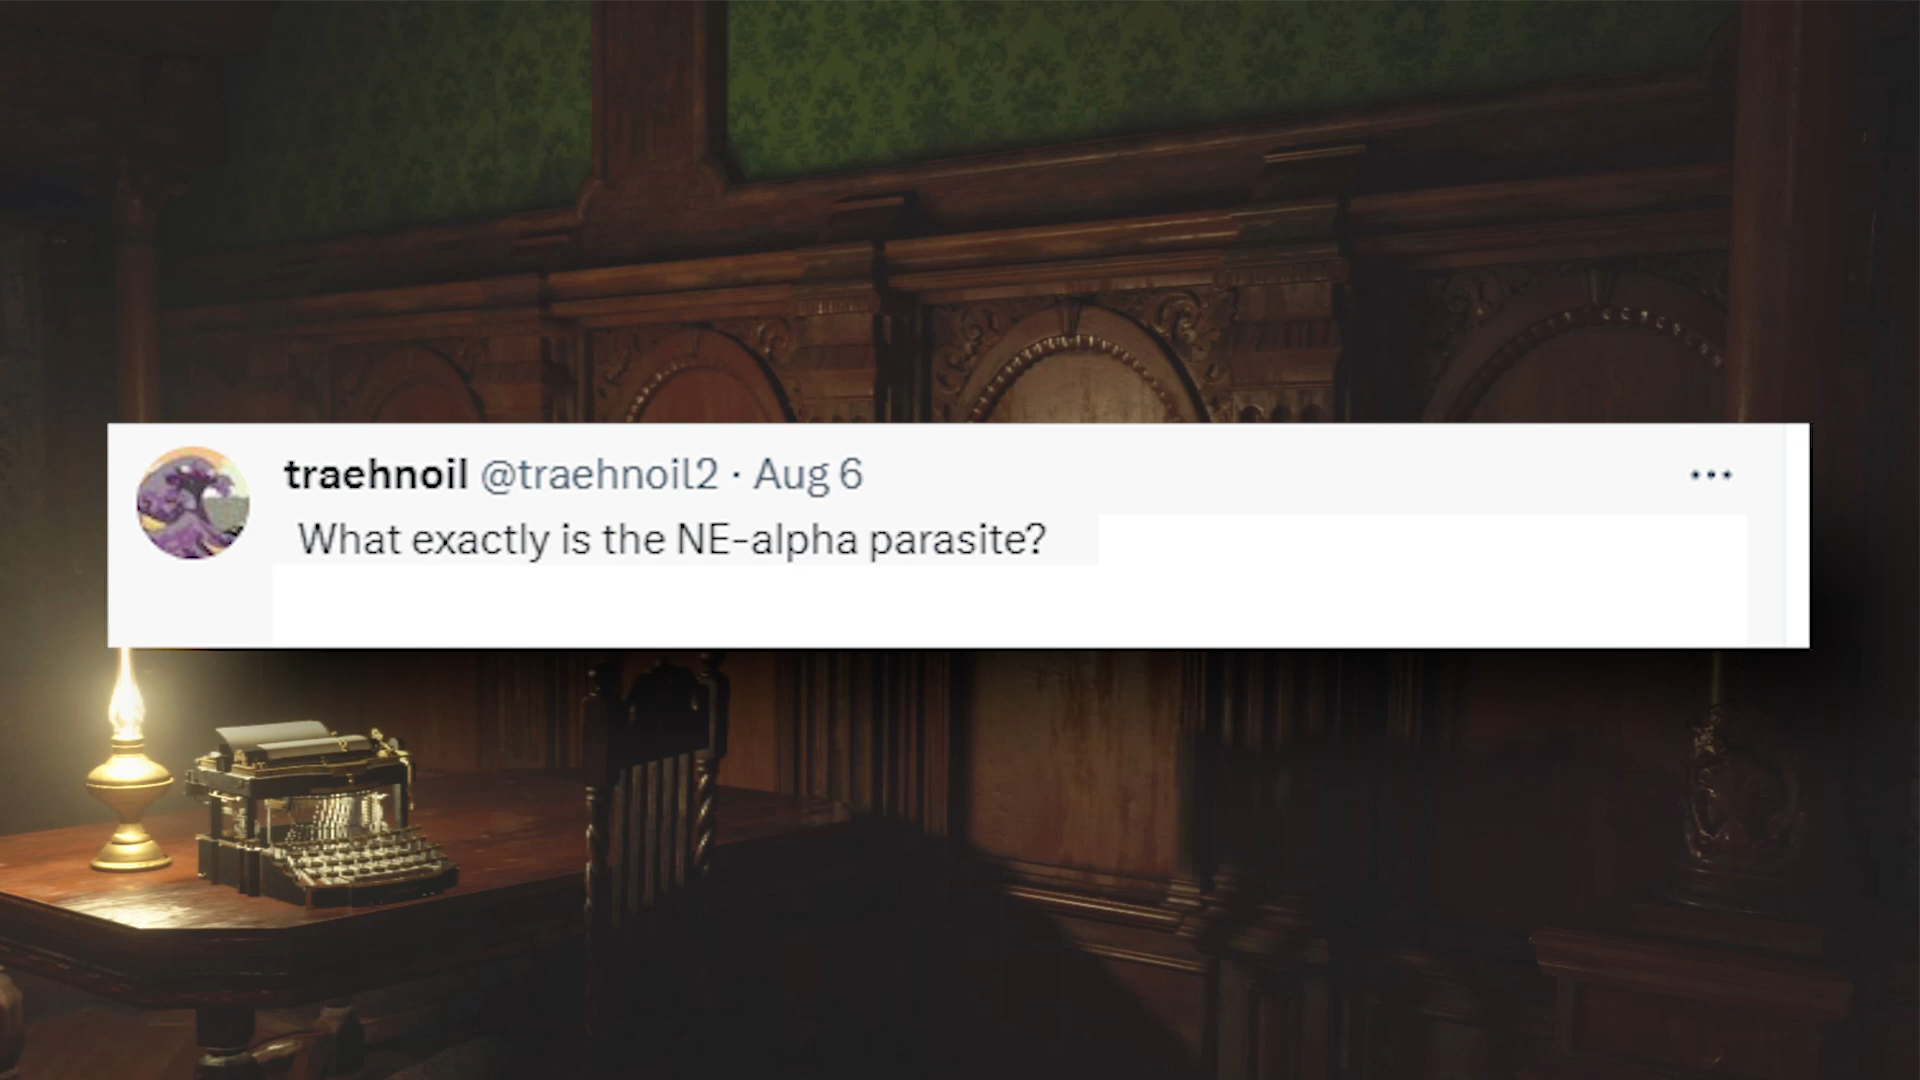 traehnoil @traehnoil2 · Aug 6
What exactly is the NE-alpha parasite?